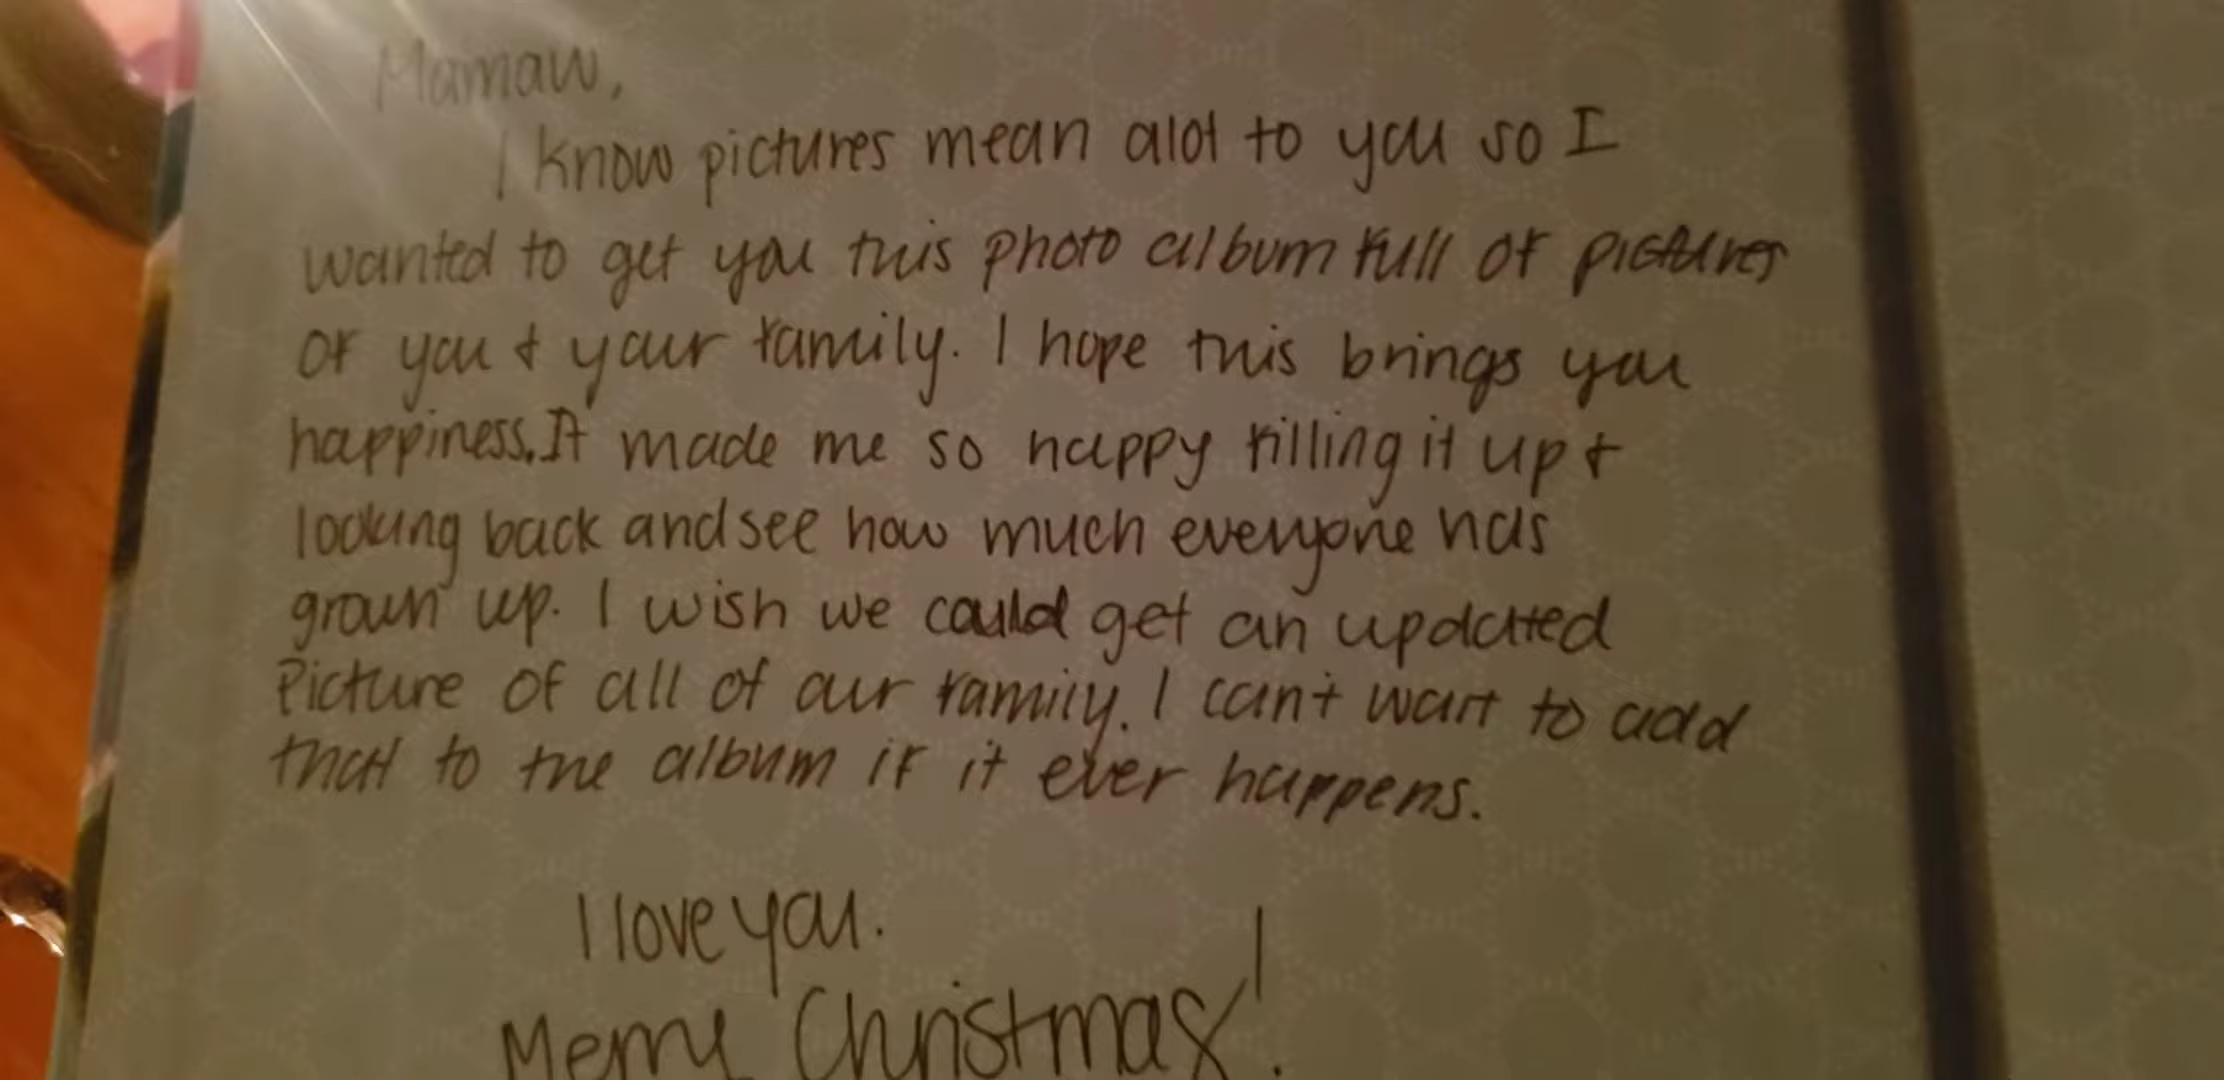 Mamaw,
I know pictures mean alot to you so I
wanted to get you this photo album full of pictures
of you + your family. I hope this brings you
happiness. It made me so happy filling it up +
looking back and see how much everyone has
grown up. I wish we could get an updated
Picture of all of our family. I can't wait to add
that to the album if it ever happens.
I love you.
Merry Christmas!